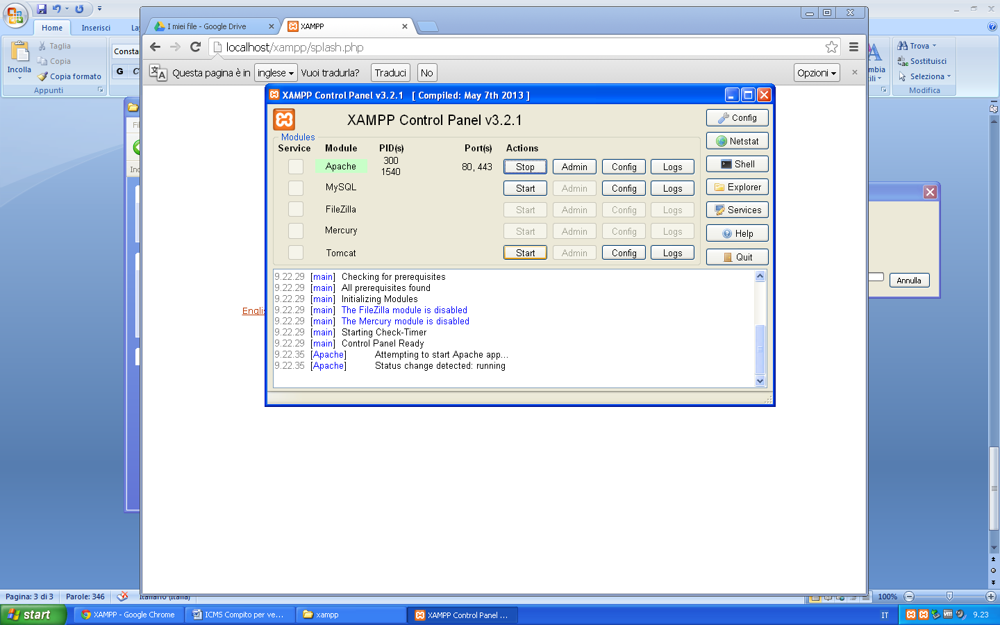 Home
Inserisci
La
Taglia
Copia
Incolla
Copia formato
Appunti
Consta
G
C
I miei file - Google Drive
XAMPP
localhost/xampp/splash.php
Questa pagina è in
inglese
Vuoi tradurla?
Traduci
No
Opzioni
Trova
Sostituisci
Seleziona
Modifica
mbia
ili
XAMPP Control Panel v3.2.1 [ Compiled: May 7th 2013 ]
XAMPP Control Panel v3.2.1
Modules
Service Module PID(s) Port(s) Actions
Apache 300 1540 80, 443 Stop Admin Config Logs
MySQL Start Admin Config Logs
FileZilla Start Admin Config Logs
Mercury Start Admin Config Logs
Tomcat Start Admin Config Logs
Config
Netstat
Shell
Explorer
Services
Help
Quit
9.22.29 [main] Checking for prerequisites
9.22.29 [main] All prerequisites found
9.22.29 [main] Initializing Modules
9.22.29 [main] The FileZilla module is disabled
9.22.29 [main] The Mercury module is disabled
9.22.29 [main] Starting Check-Timer
9.22.29 [main] Control Panel Ready
9.22.35 [Apache] Attempting to start Apache app...
9.22.35 [Apache] Status change detected: running
Englis
Annulla
Pagina: 3 di 3
Parole: 346
Italiano (Italia)
100%
start
XAMPP - Google Chrome
ICMS Compito per ve...
xampp
XAMPP Control Panel ...
IT
9.23